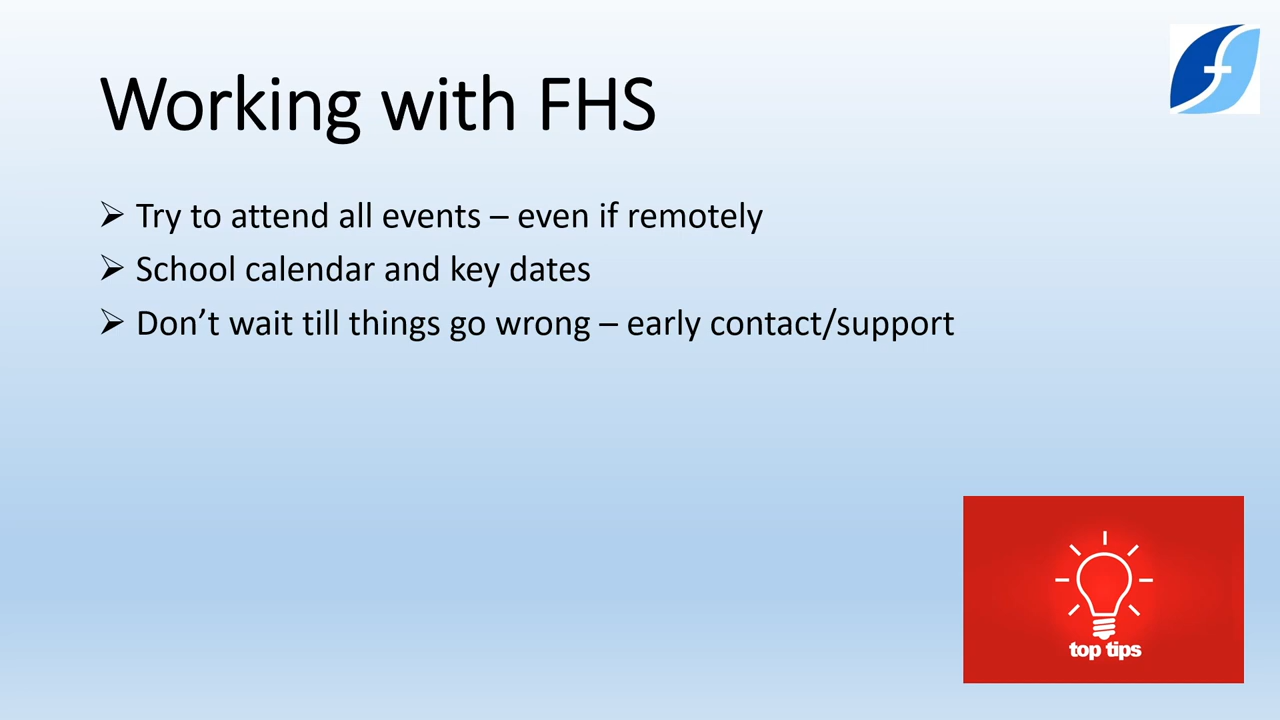 Working with FHS
➢ Try to attend all events – even if remotely
➢ School calendar and key dates
➢ Don’t wait till things go wrong – early contact/support
top tips